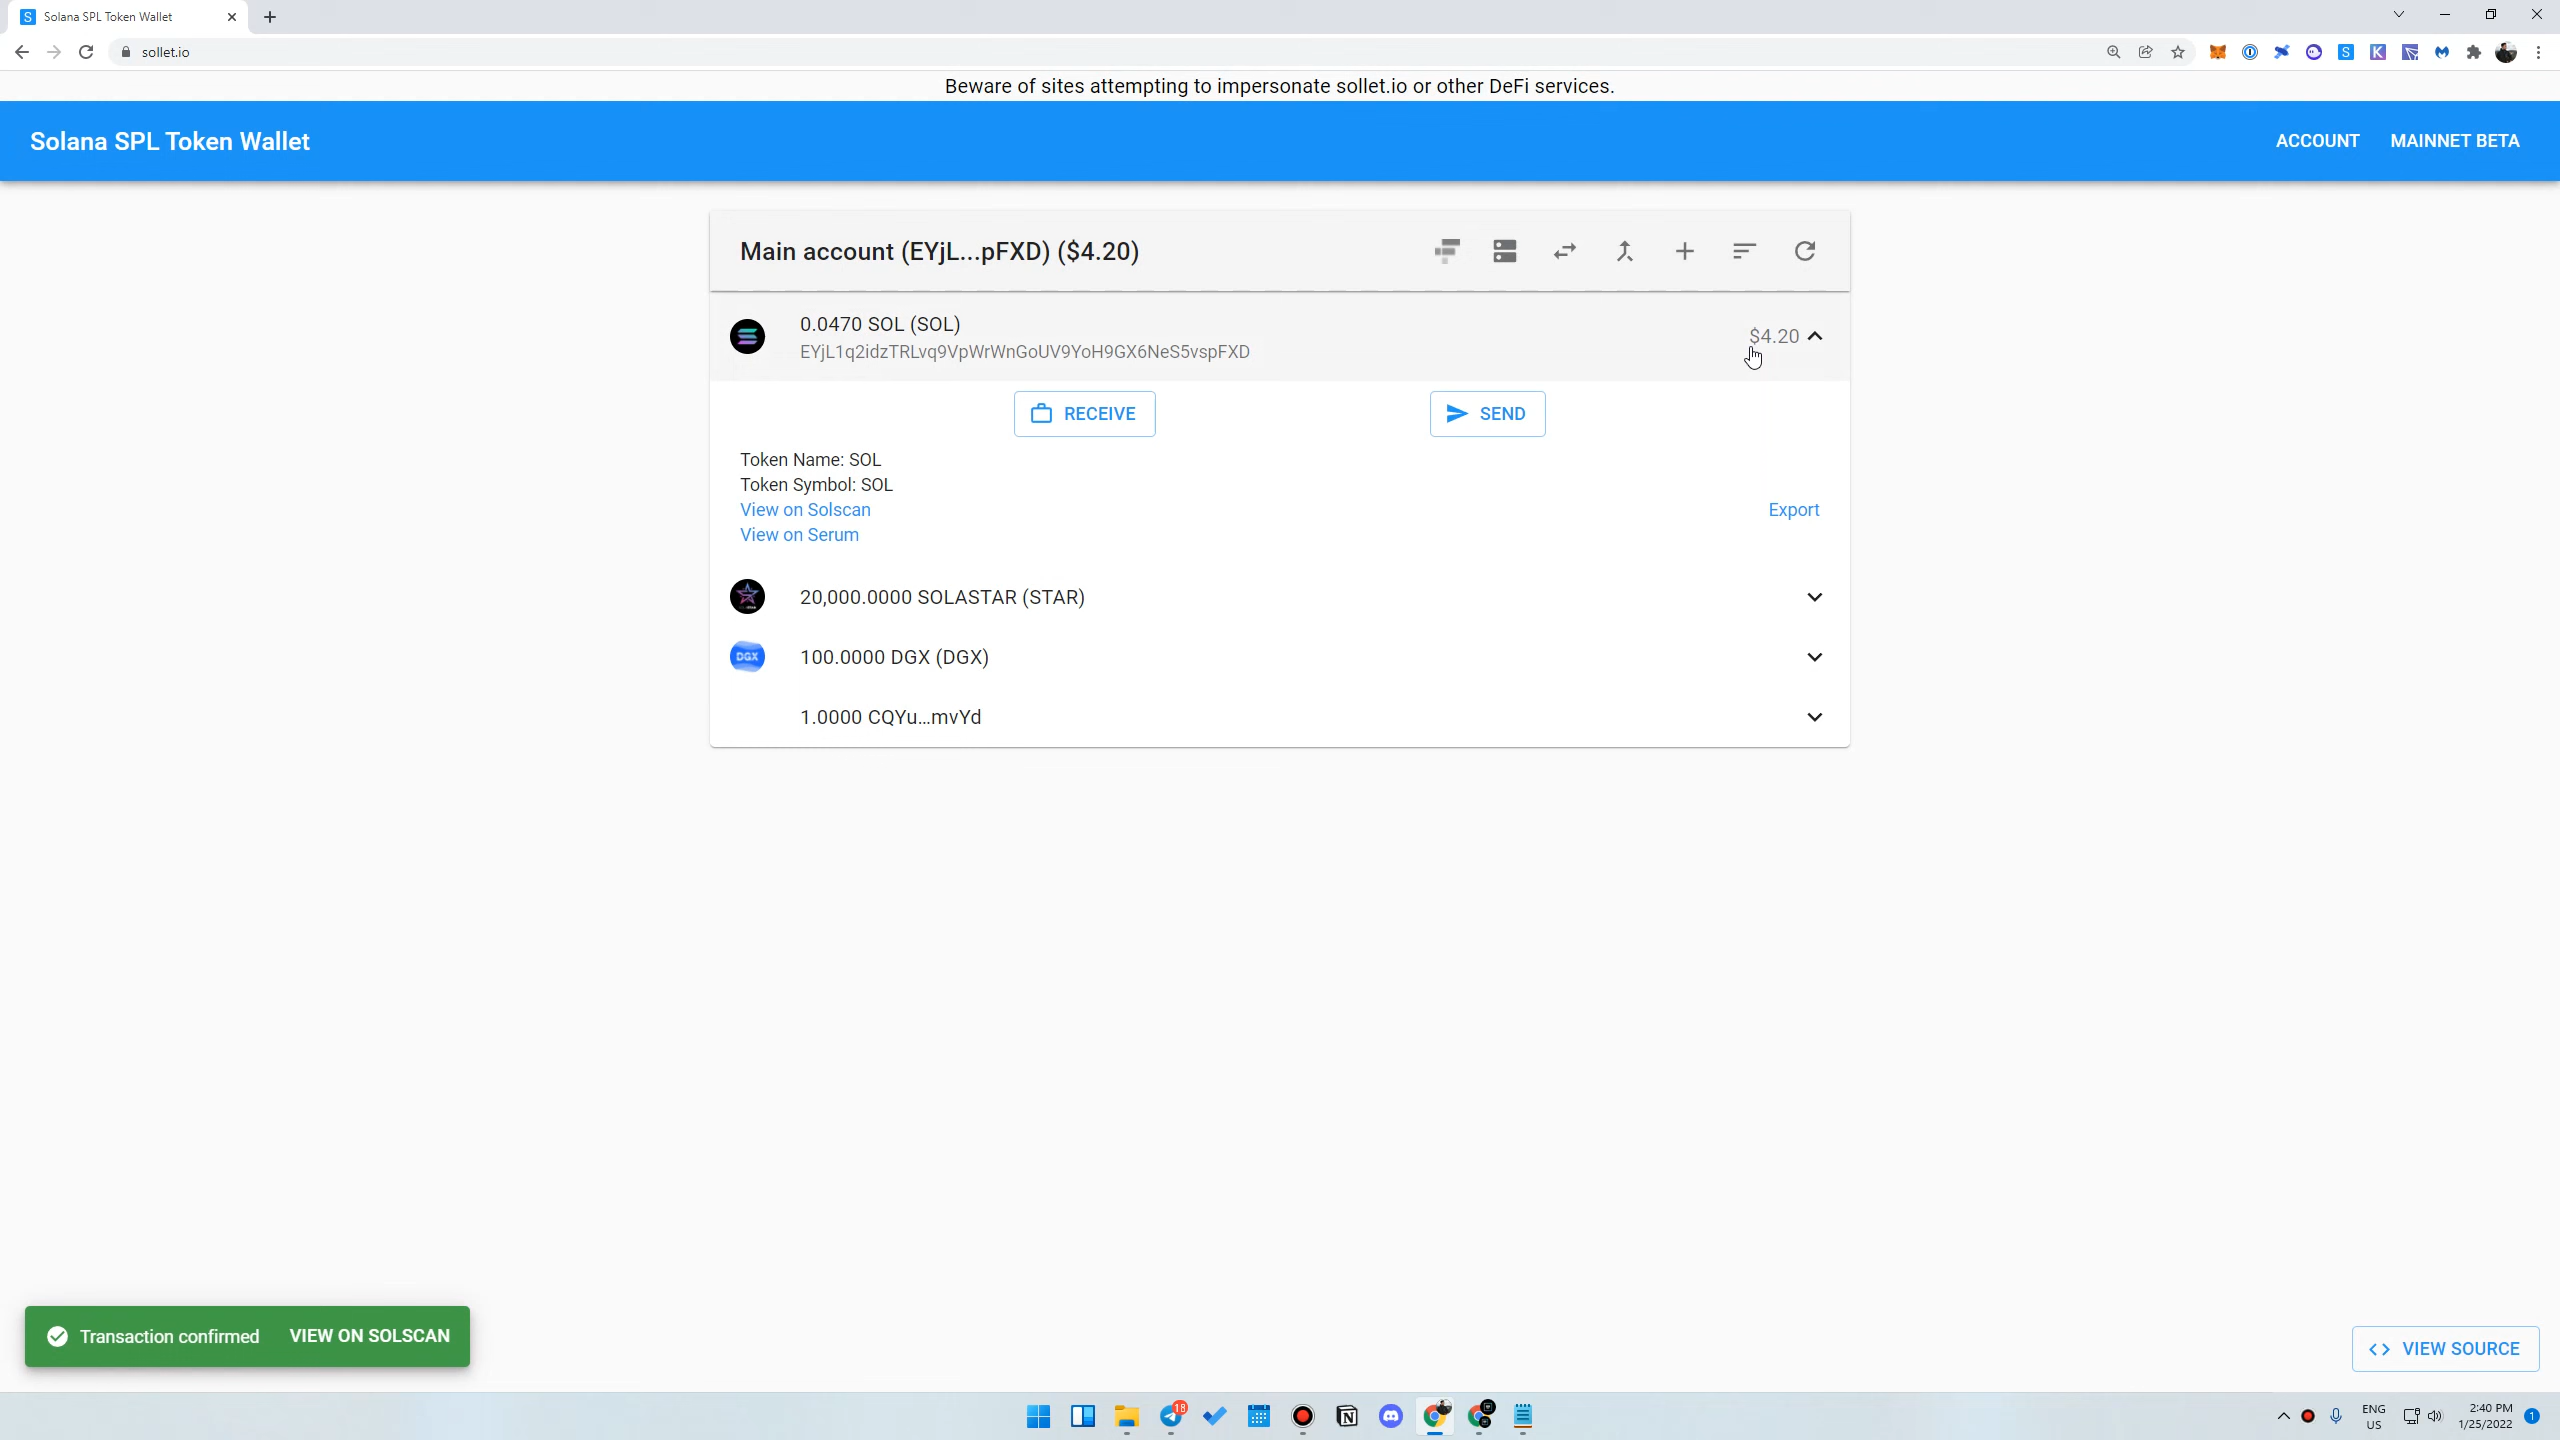 Solana SPL Token Wallet
sollet.io
Beware of sites attempting to impersonate sollet.io or other DeFi services.
Solana SPL Token Wallet
ACCOUNT
MAINNET BETA
Main account (EYjL...pFXD) ($4.20)
0.0470 SOL (SOL)
EYjL1q2idzTRLvq9VpWrWnGoUV9YoH9GX6NeS5vspFXD
$4.20
RECEIVE
SEND
Token Name: SOL
Token Symbol: SOL
View on Solscan
Export
View on Serum
20,000.0000 SOLASTAR (STAR)
DGX
100.0000 DGX (DGX)
1.0000 CQYu...mvYd
Transaction confirmed
VIEW ON SOLSCAN
VIEW SOURCE
18
ENG
US
2:40 PM
1/25/2022
1